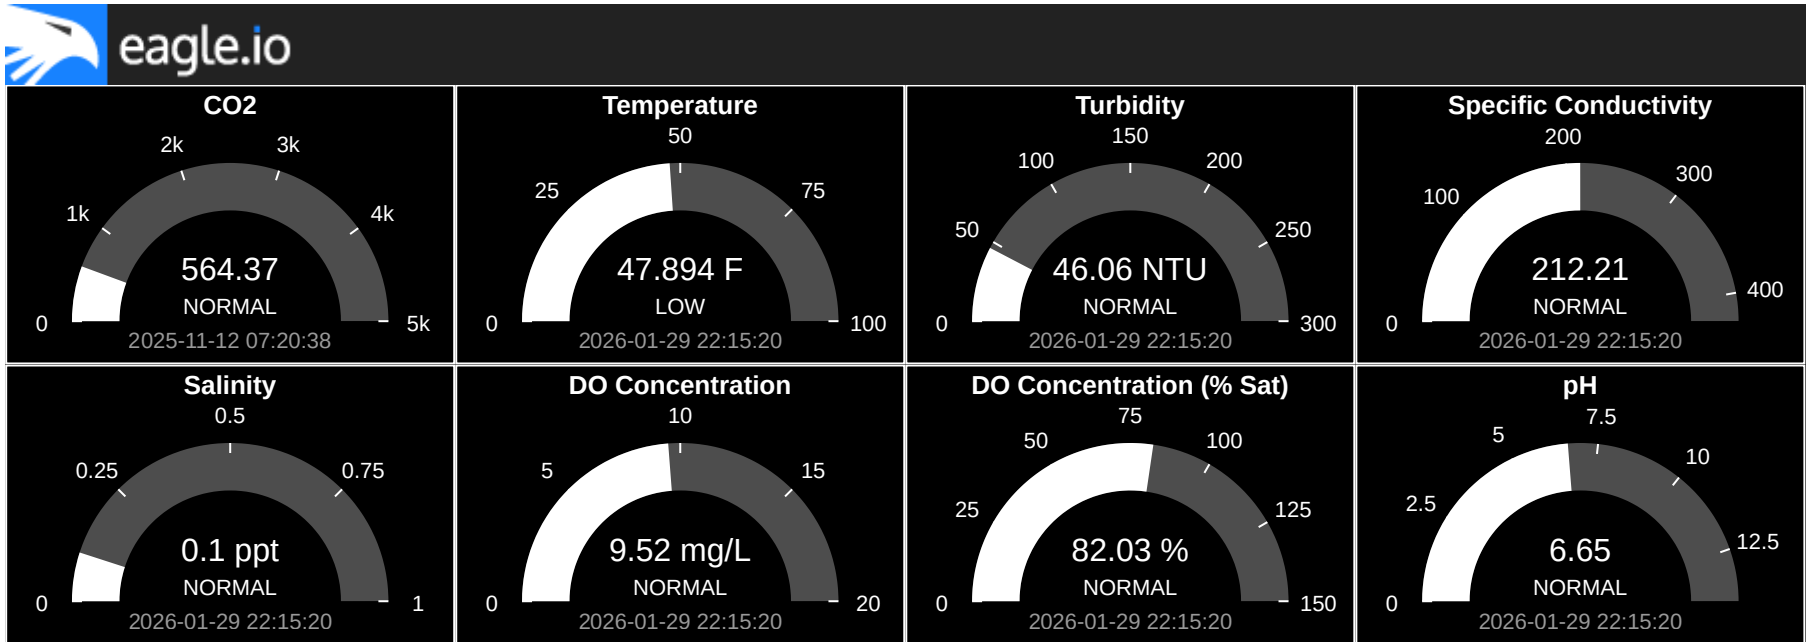 eagle.io
CO2
0
1k
2k
3k
4k
5k
564.37
NORMAL
2025-11-12 07:20:38
Temperature
0
25
50
75
100
47.894 F
LOW
2026-01-29 22:15:20
Turbidity
0
50
100
150
200
250
300
46.06 NTU
NORMAL
2026-01-29 22:15:20
Specific Conductivity
0
100
200
300
400
212.21
NORMAL
2026-01-29 22:15:20
Salinity
0
0.25
0.5
0.75
1
0.1 ppt
NORMAL
2026-01-29 22:15:20
DO Concentration
0
5
10
15
20
9.52 mg/L
NORMAL
2026-01-29 22:15:20
DO Concentration (% Sat)
0
25
50
75
100
125
150
82.03 %
NORMAL
2026-01-29 22:15:20
pH
0
2.5
5
7.5
10
12.5
6.65
NORMAL
2026-01-29 22:15:20